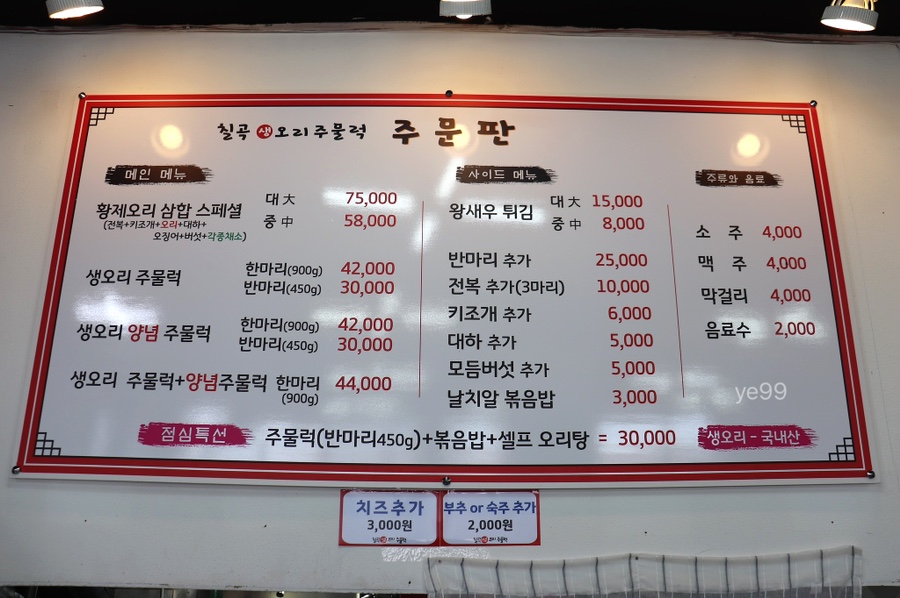 칠곡 생오리주물럭 주문판
메인 메뉴
황제오리 삼합 스페셜 대 大 75,000
(전복+키조개+오리+대하+ 중 中 58,000
오징어+버섯+각종채소)
생오리 주물럭 한마리(900g) 42,000
반마리(450g) 30,000
생오리 양념 주물럭 한마리(900g) 42,000
반마리(450g) 30,000
생오리 주물럭+양념주물럭 한마리 44,000
(900g)
사이드 메뉴
왕새우 튀김 대 大 15,000
중 中 8,000
반마리 추가 25,000
전복 추가(3마리) 10,000
키조개 추가 6,000
대하 추가 5,000
모듬버섯 추가 5,000
날치알 볶음밥 3,000
주류와 음료
소 주 4,000
맥 주 4,000
막걸리 4,000
음료수 2,000
ye99
점심특선 주물럭(반마리450g)+볶음밥+셀프 오리탕 = 30,000 생오리 - 국내산
치즈추가
3,000원
부추 or 숙주 추가
2,000원